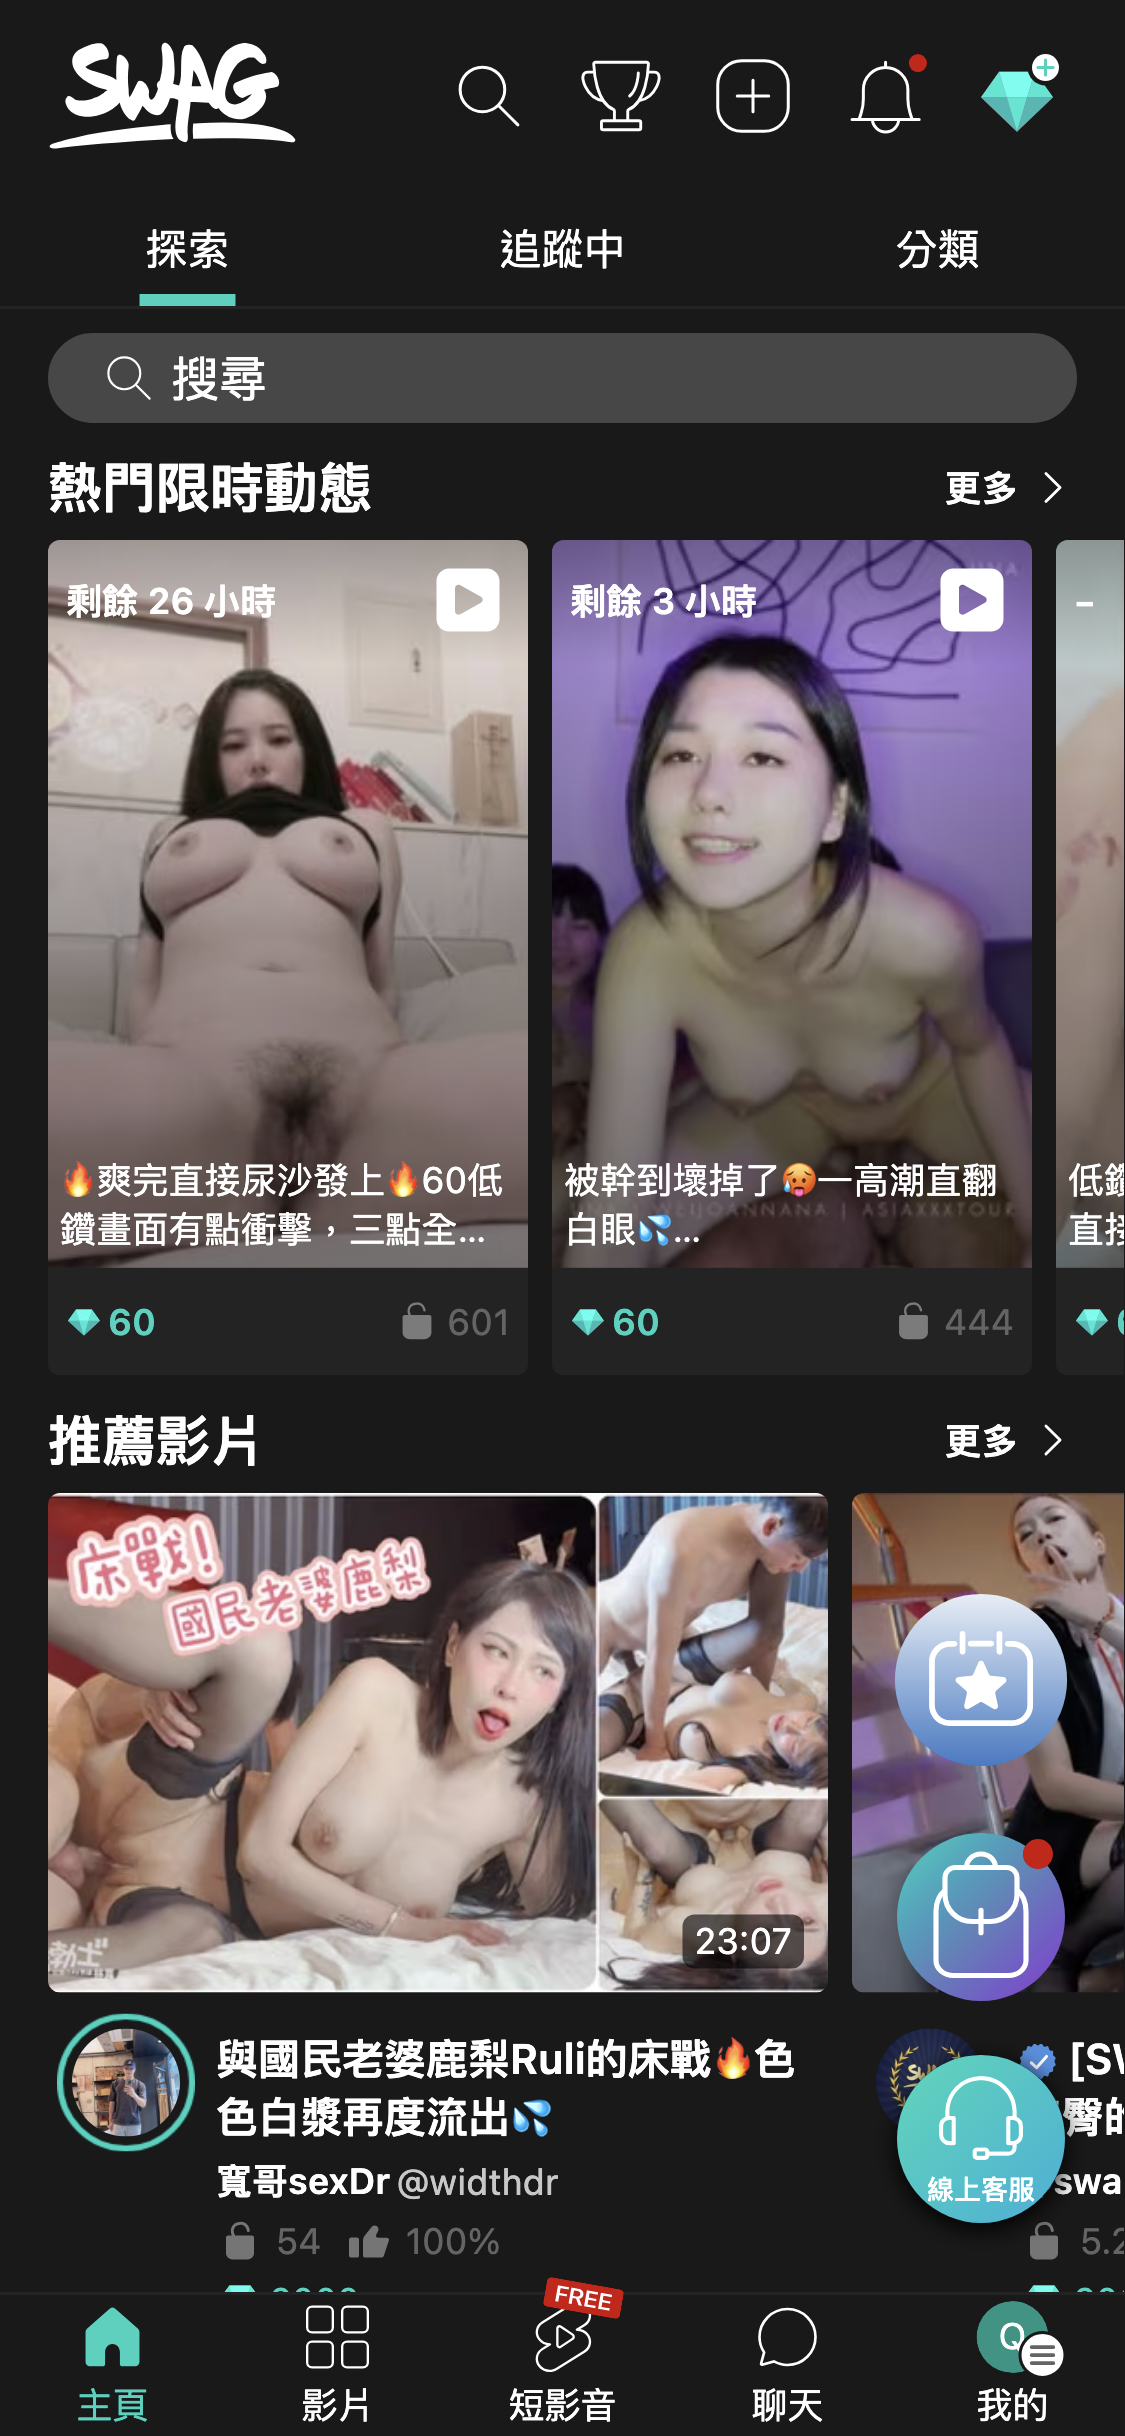 SWAG
探索
追蹤中
分類
搜尋
熱門限時動態
更多
剩餘 26 小時
🔥爽完直接尿沙發上🔥60低
鑽畫面有點衝擊，三點全...
60
601
剩餘 3 小時
被幹到壞掉了🥵一高潮直翻
白眼💦...
ASIAXXXTOUR
60
444
低鑽
直接
推薦影片
更多
床戰!
國民老婆鹿梨
23:07
與國民老婆鹿梨Ruli的床戰🔥色
色白漿再度流出💦
寬哥sexDr @widthdr
54
100%
[SW
臀的
swa
5.2
線上客服
主頁
影片
FREE
短影音
聊天
Q
我的